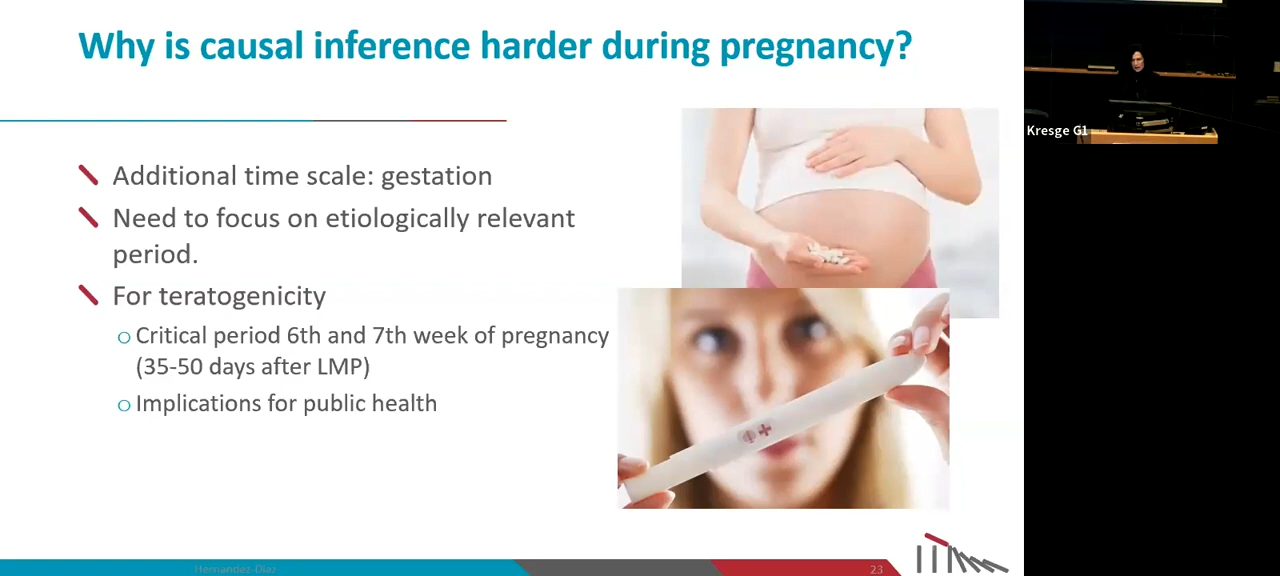 Why is causal inference harder during pregnancy?
Additional time scale: gestation
Need to focus on etiologically relevant
period.
For teratogenicity
Critical period 6th and 7th week of pregnancy
(35-50 days after LMP)
Implications for public health
Hernandez-Diaz
23
Kresge G1